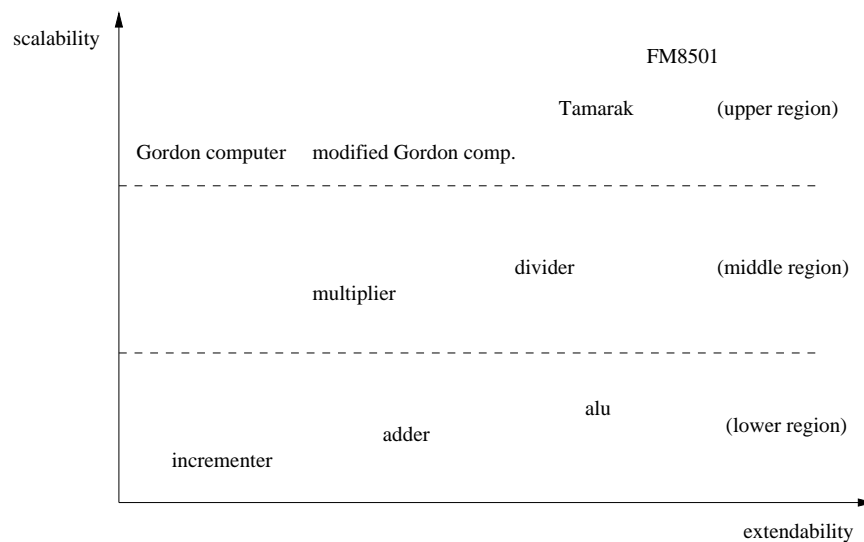 scalability
FM8501
Tamarak (upper region)
Gordon computer modified Gordon comp.
divider (middle region)
multiplier
alu
(lower region)
adder
incrementer
extendability